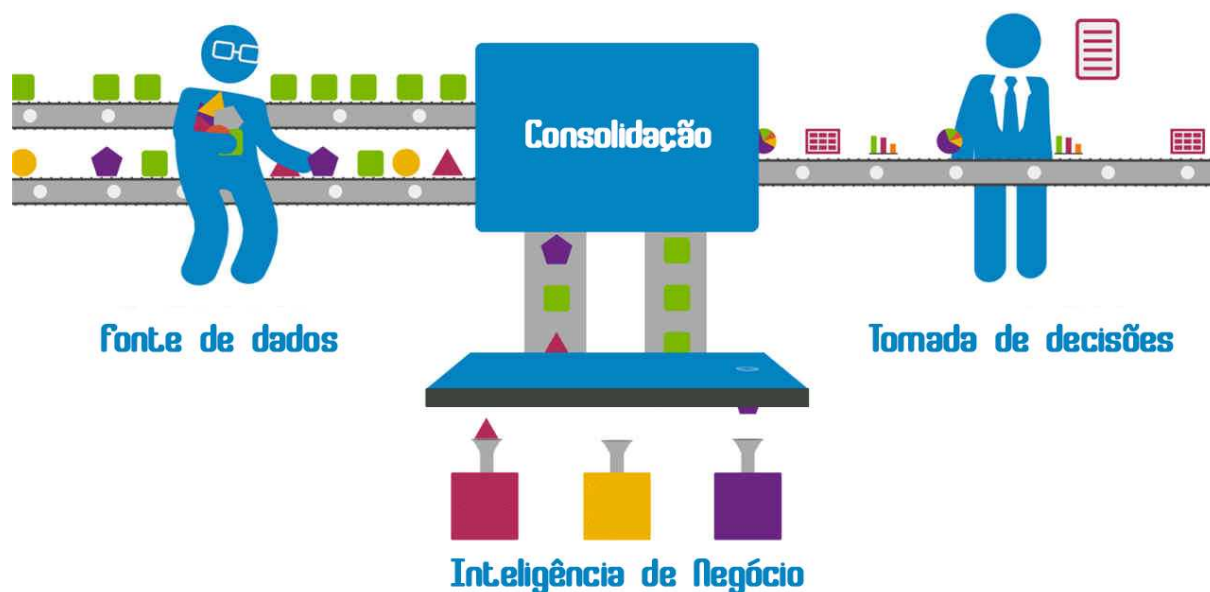 Consolidação
Fonte de dados
Tomada de decisões
Inteligência de Negócio